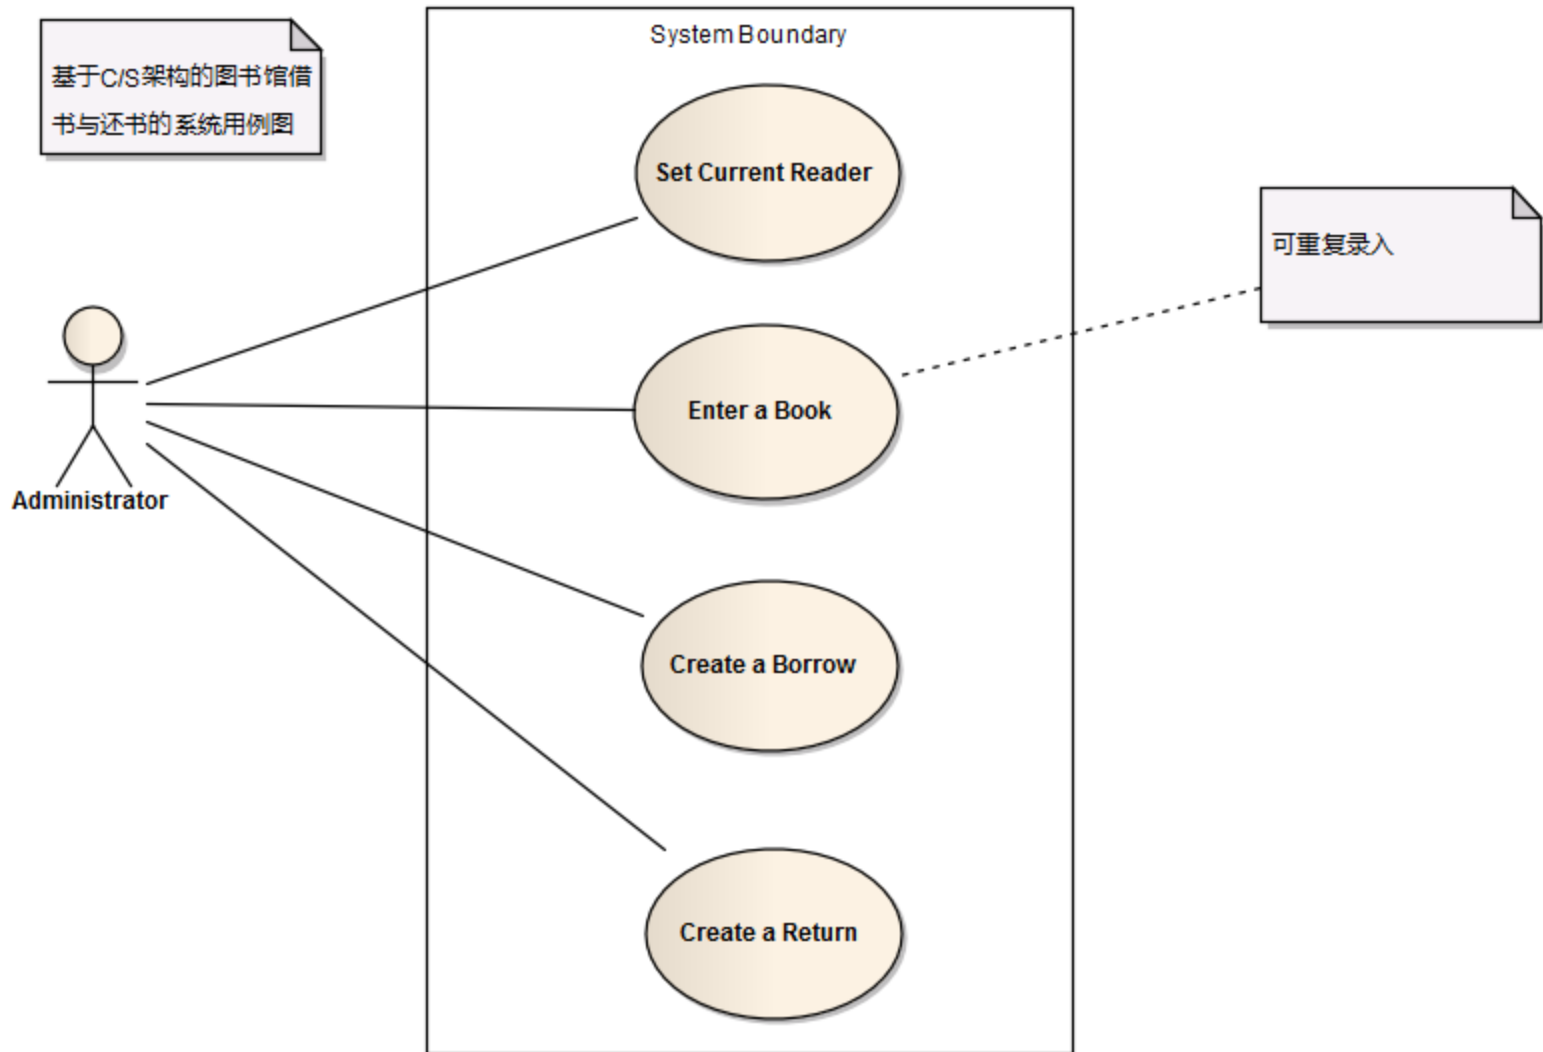 System Boundary
基于C/S架构的图书馆借
书与还书的系统用例图
Set Current Reader
可重复录入
Enter a Book
Administrator
Create a Borrow
Create a Return